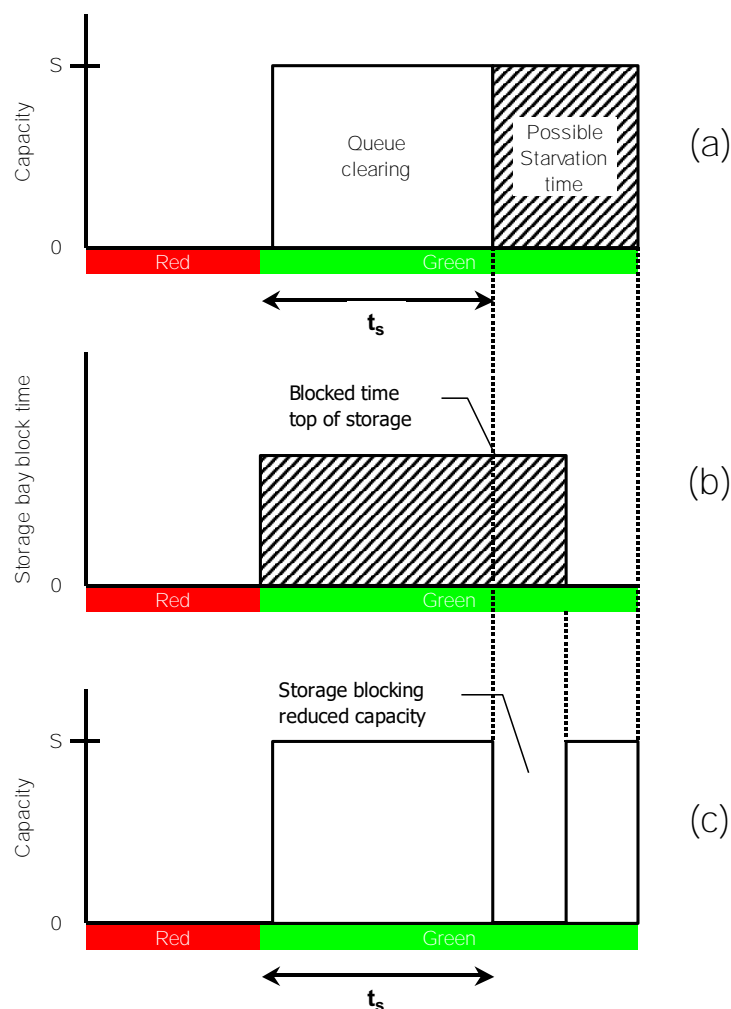 S
Capacity
0
Queue
clearing
Possible
Starvation
time
(a)
Red
Green
ts
Storage bay block time
Blocked time
top of storage
(b)
0
Red
Green
Storage blocking
reduced capacity
S
Capacity
(c)
0
Red
Green
ts